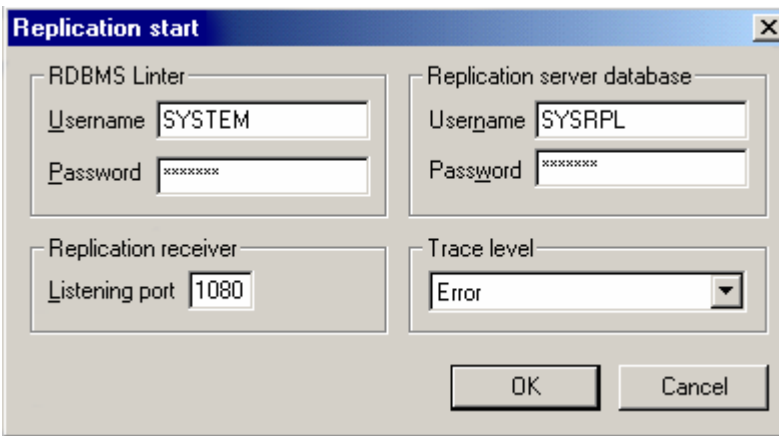 Replication start
RDBMS Linter
Username SYSTEM
Password *******
Replication server database
Username SYSRPL
Password *******
Replication receiver
Listening port 1080
Trace level
Error
OK
Cancel